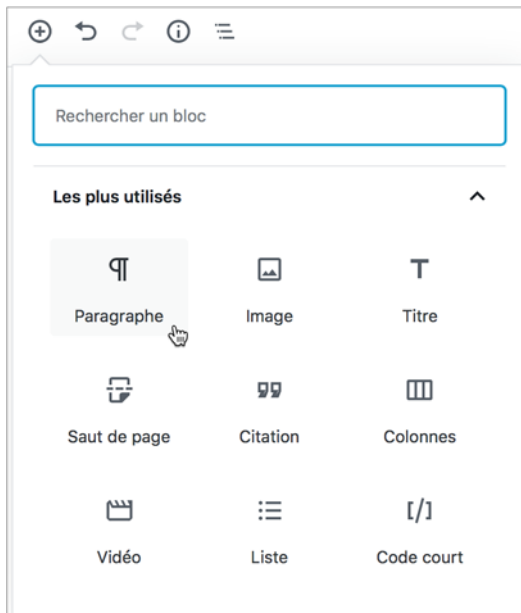 Rechercher un bloc
Les plus utilisés
Paragraphe Image Titre
Saut de page Citation Colonnes
Vidéo Liste Code court